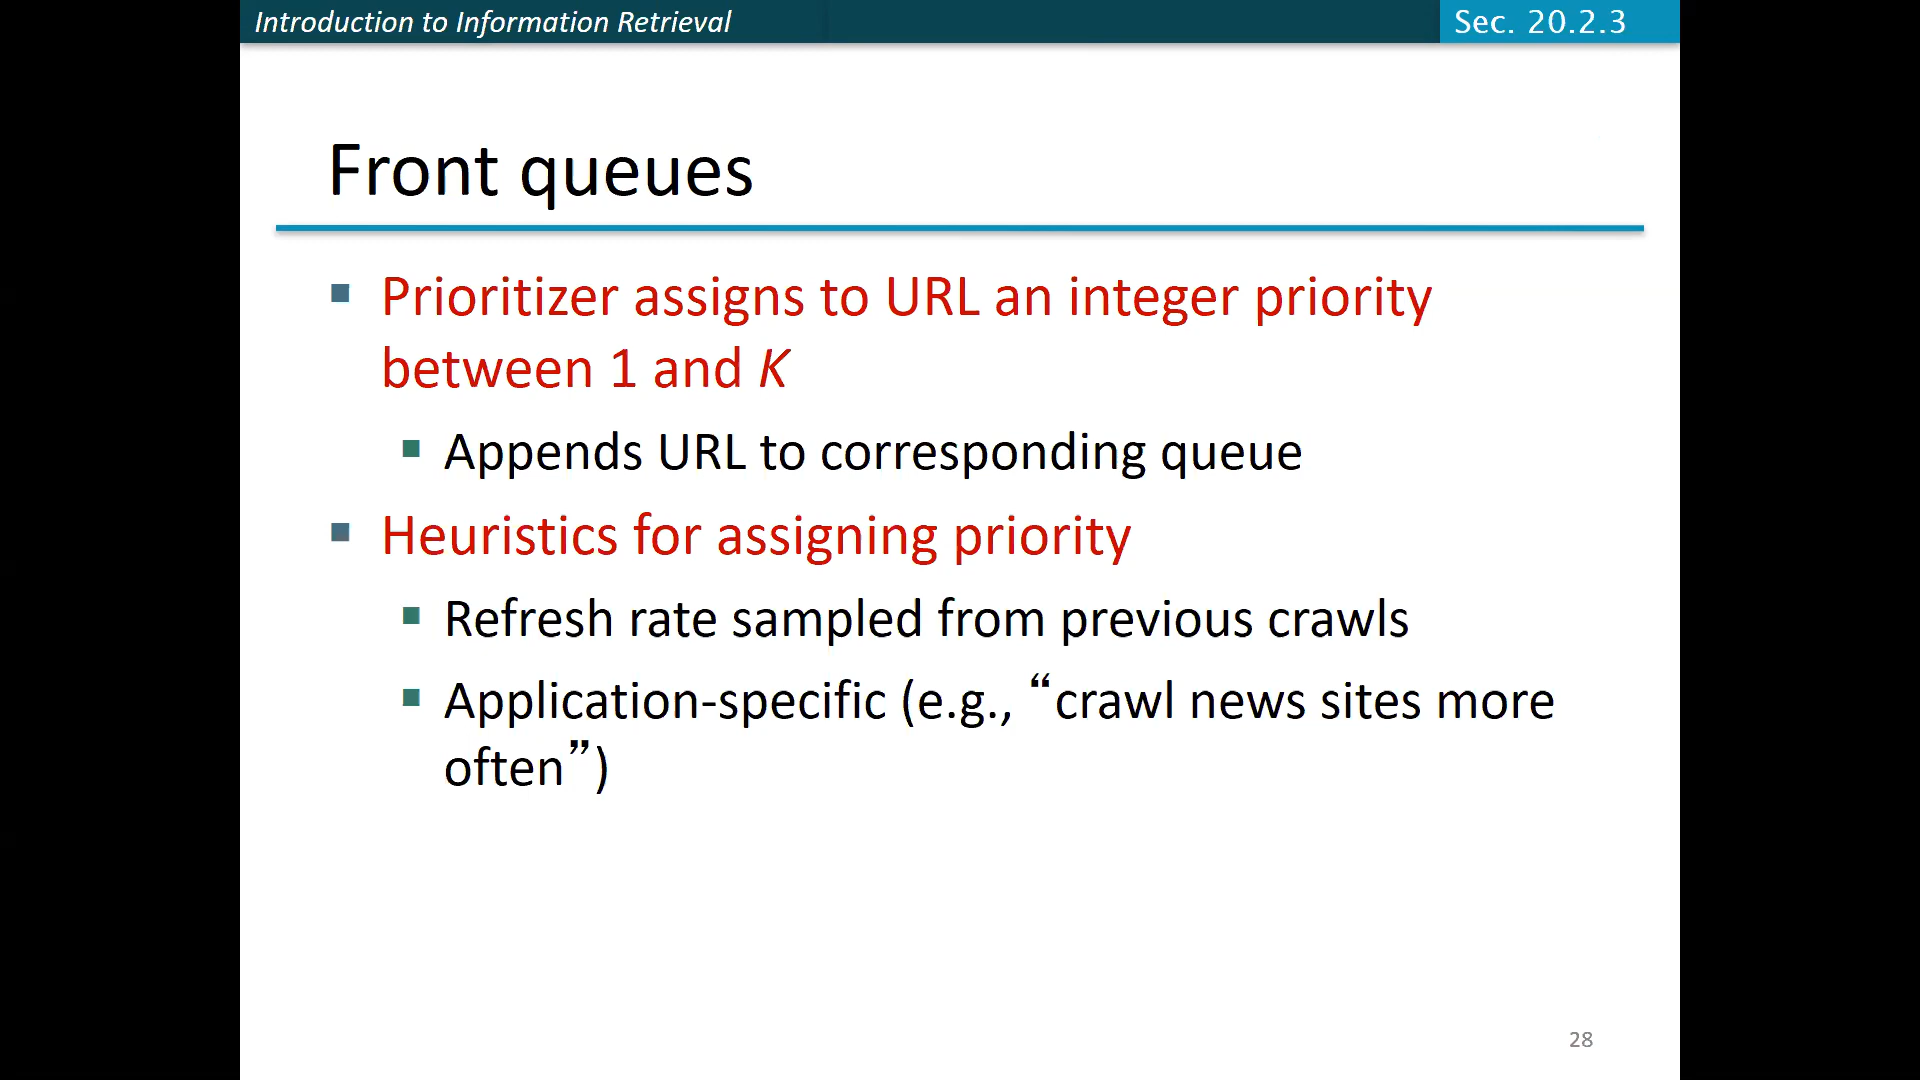 Introduction to Information Retrieval
Sec. 20.2.3
Front queues
Prioritizer assigns to URL an integer priority
between 1 and K
Appends URL to corresponding queue
Heuristics for assigning priority
Refresh rate sampled from previous crawls
Application-specific (e.g., “crawl news sites more
often”)
28